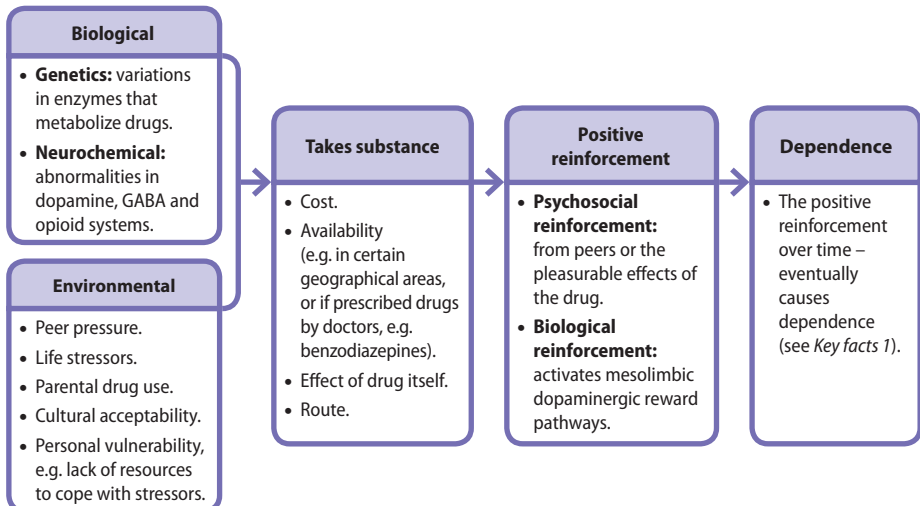 Biological
• Genetics: variations
in enzymes that
metabolize drugs.
• Neurochemical:
abnormalities in
dopamine, GABA and
opioid systems.
Environmental
• Peer pressure.
• Life stressors.
• Parental drug use.
• Cultural acceptability.
• Personal vulnerability,
e.g. lack of resources
to cope with stressors.
Takes substance
• Cost.
• Availability
(e.g. in certain
geographical areas,
or if prescribed drugs
by doctors, e.g.
benzodiazepines).
• Effect of drug itself.
• Route.
Positive
reinforcement
• Psychosocial
reinforcement:
from peers or the
pleasurable effects of
the drug.
• Biological
reinforcement:
activates mesolimbic
dopaminergic reward
pathways.
Dependence
• The positive
reinforcement
over time –
eventually
causes
dependence
(see Key facts 1).